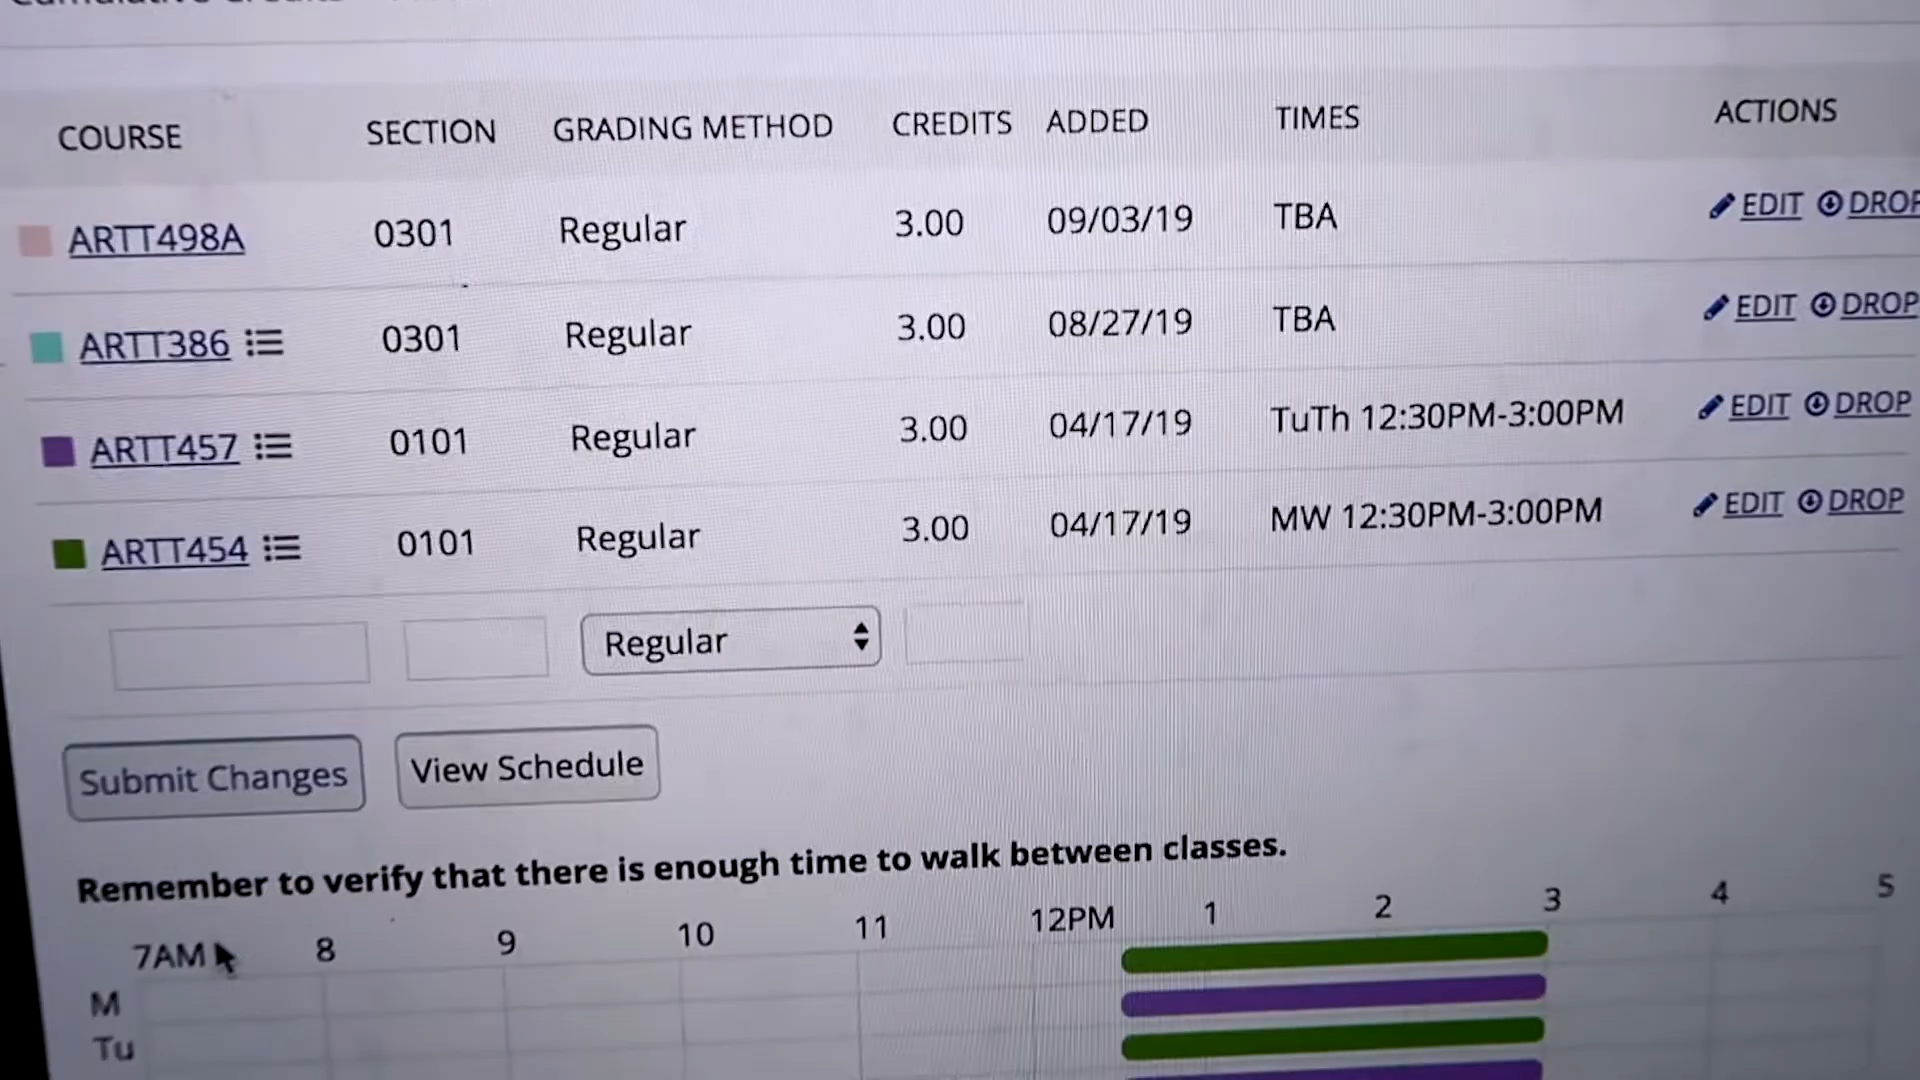 COURSE SECTION GRADING METHOD CREDITS ADDED TIMES ACTIONS
ARTT498A 0301 Regular 3.00 09/03/19 TBA EDIT DROP
ARTT386 0301 Regular 3.00 08/27/19 TBA EDIT DROP
ARTT457 0101 Regular 3.00 04/17/19 TuTh 12:30PM-3:00PM EDIT DROP
ARTT454 0101 Regular 3.00 04/17/19 MW 12:30PM-3:00PM EDIT DROP
Regular
Submit Changes View Schedule
Remember to verify that there is enough time to walk between classes.
7AM 8 9 10 11 12PM 1 2 3 4 5
M
Tu